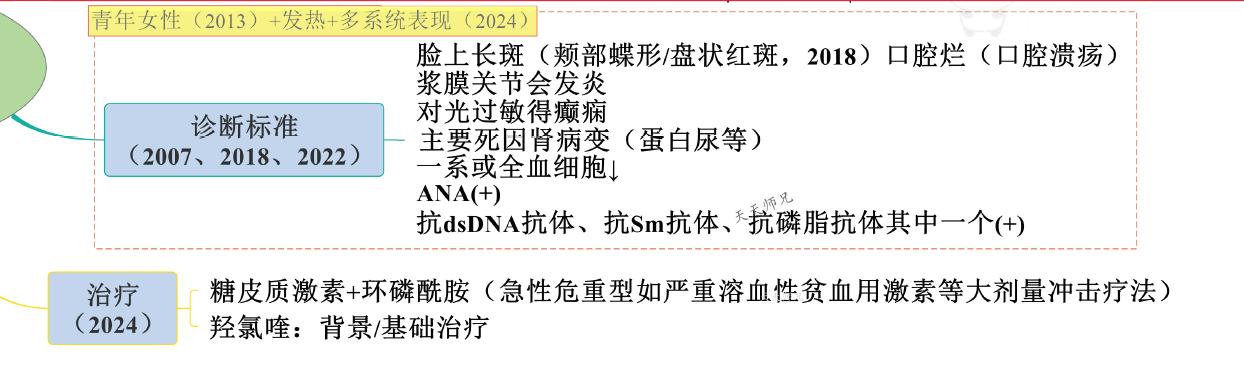 青年女性（2013）+发热+多系统表现（2024）
脸上长斑（颊部蝶形/盘状红斑，2018）口腔烂（口腔溃疡）
浆膜关节会发炎
对光过敏得癫痫
诊断标准
（2007、2018、2022）
主要死因肾病变（蛋白尿等）
一系或全血细胞↓
ANA(+)
抗dsDNA抗体、抗Sm抗体、抗磷脂抗体其中一个(+)
天天师兄
治疗
（2024）
糖皮质激素+环磷酰胺（急性危重型如严重溶血性贫血用激素等大剂量冲击疗法）
羟氯喹：背景/基础治疗